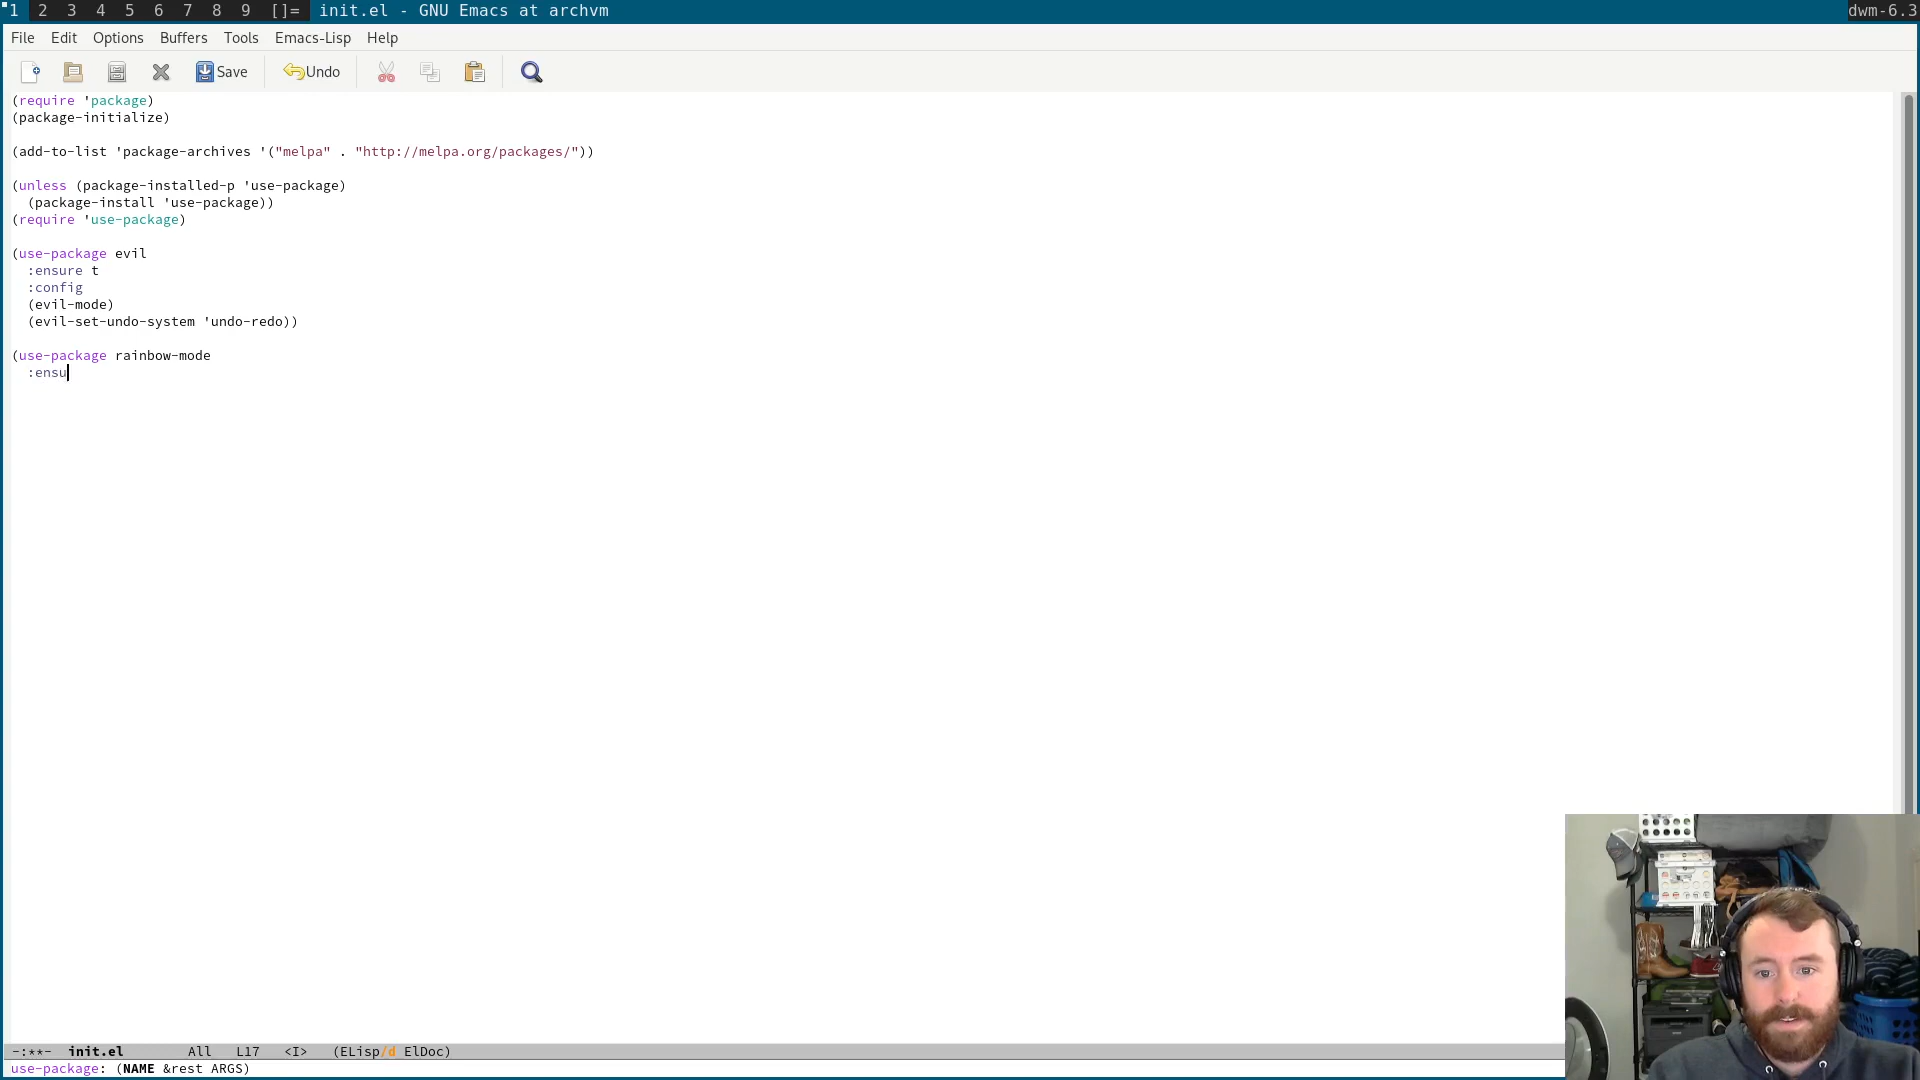 1 2 3 4 5 6 7 8 9 []= init.el - GNU Emacs at archvm dwm-6.3
File Edit Options Buffers Tools Emacs-Lisp Help
Save Undo
(require 'package)
(package-initialize)
(add-to-list 'package-archives '("melpa" . "http://melpa.org/packages/"))
(unless (package-installed-p 'use-package)
  (package-install 'use-package))
(require 'use-package)
(use-package evil
  :ensure t
  :config
  (evil-mode)
  (evil-set-undo-system 'undo-redo))
(use-package rainbow-mode
  :ensu
-:**-  init.el        All   L17   <I>   (ELisp/d ElDoc)
use-package: (NAME &rest ARGS)